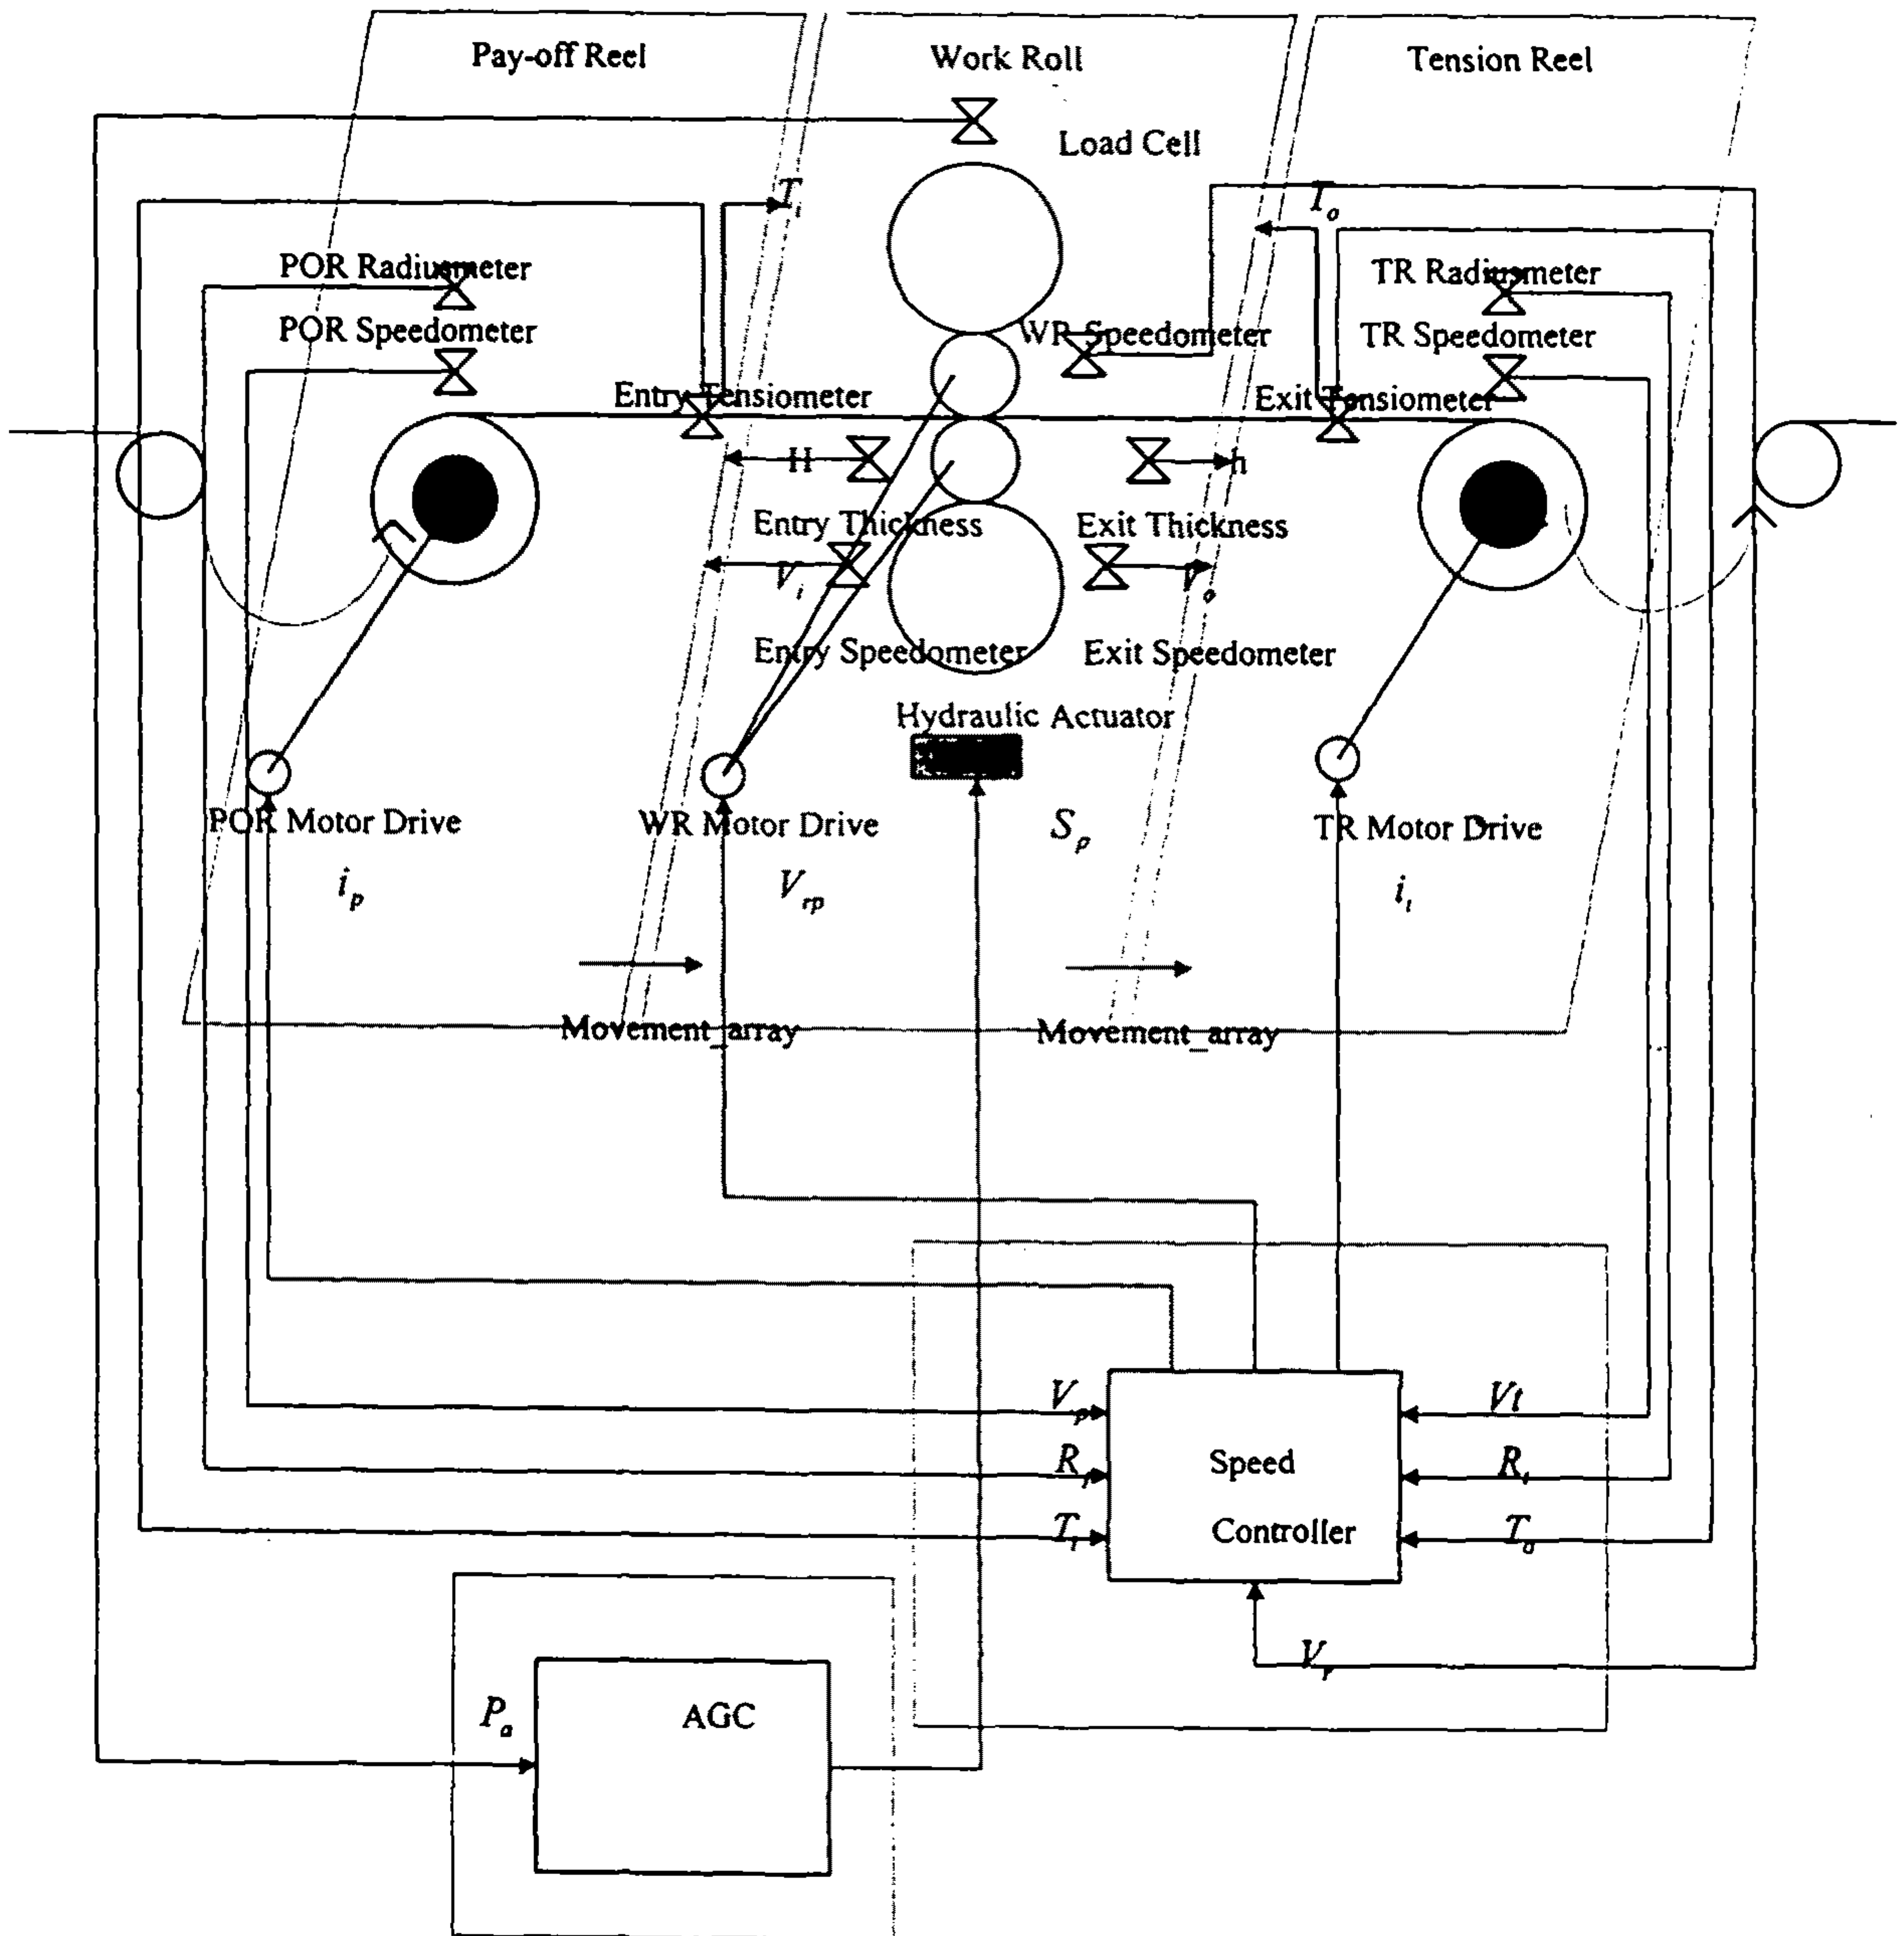 Pay-off Reel
Work Roll
Tension Reel
Load Cell
T_i
T_o
POR Radiusmeter
TR Radiusmeter
POR Speedometer
WR Speedometer
TR Speedometer
Entry Tensiometer
Exit Tensiometer
H
h
Entry Thickness
Exit Thickness
V_i
V_o
Entry Speedometer
Exit Speedometer
Hydraulic Actuator
POR Motor Drive
WR Motor Drive
S_p
TR Motor Drive
i_p
V_rp
i_t
Movement_array
Movement_array
V_p
Vt
R_p
Speed
R_t
T_i
Controller
T_o
V_r
P_a
AGC